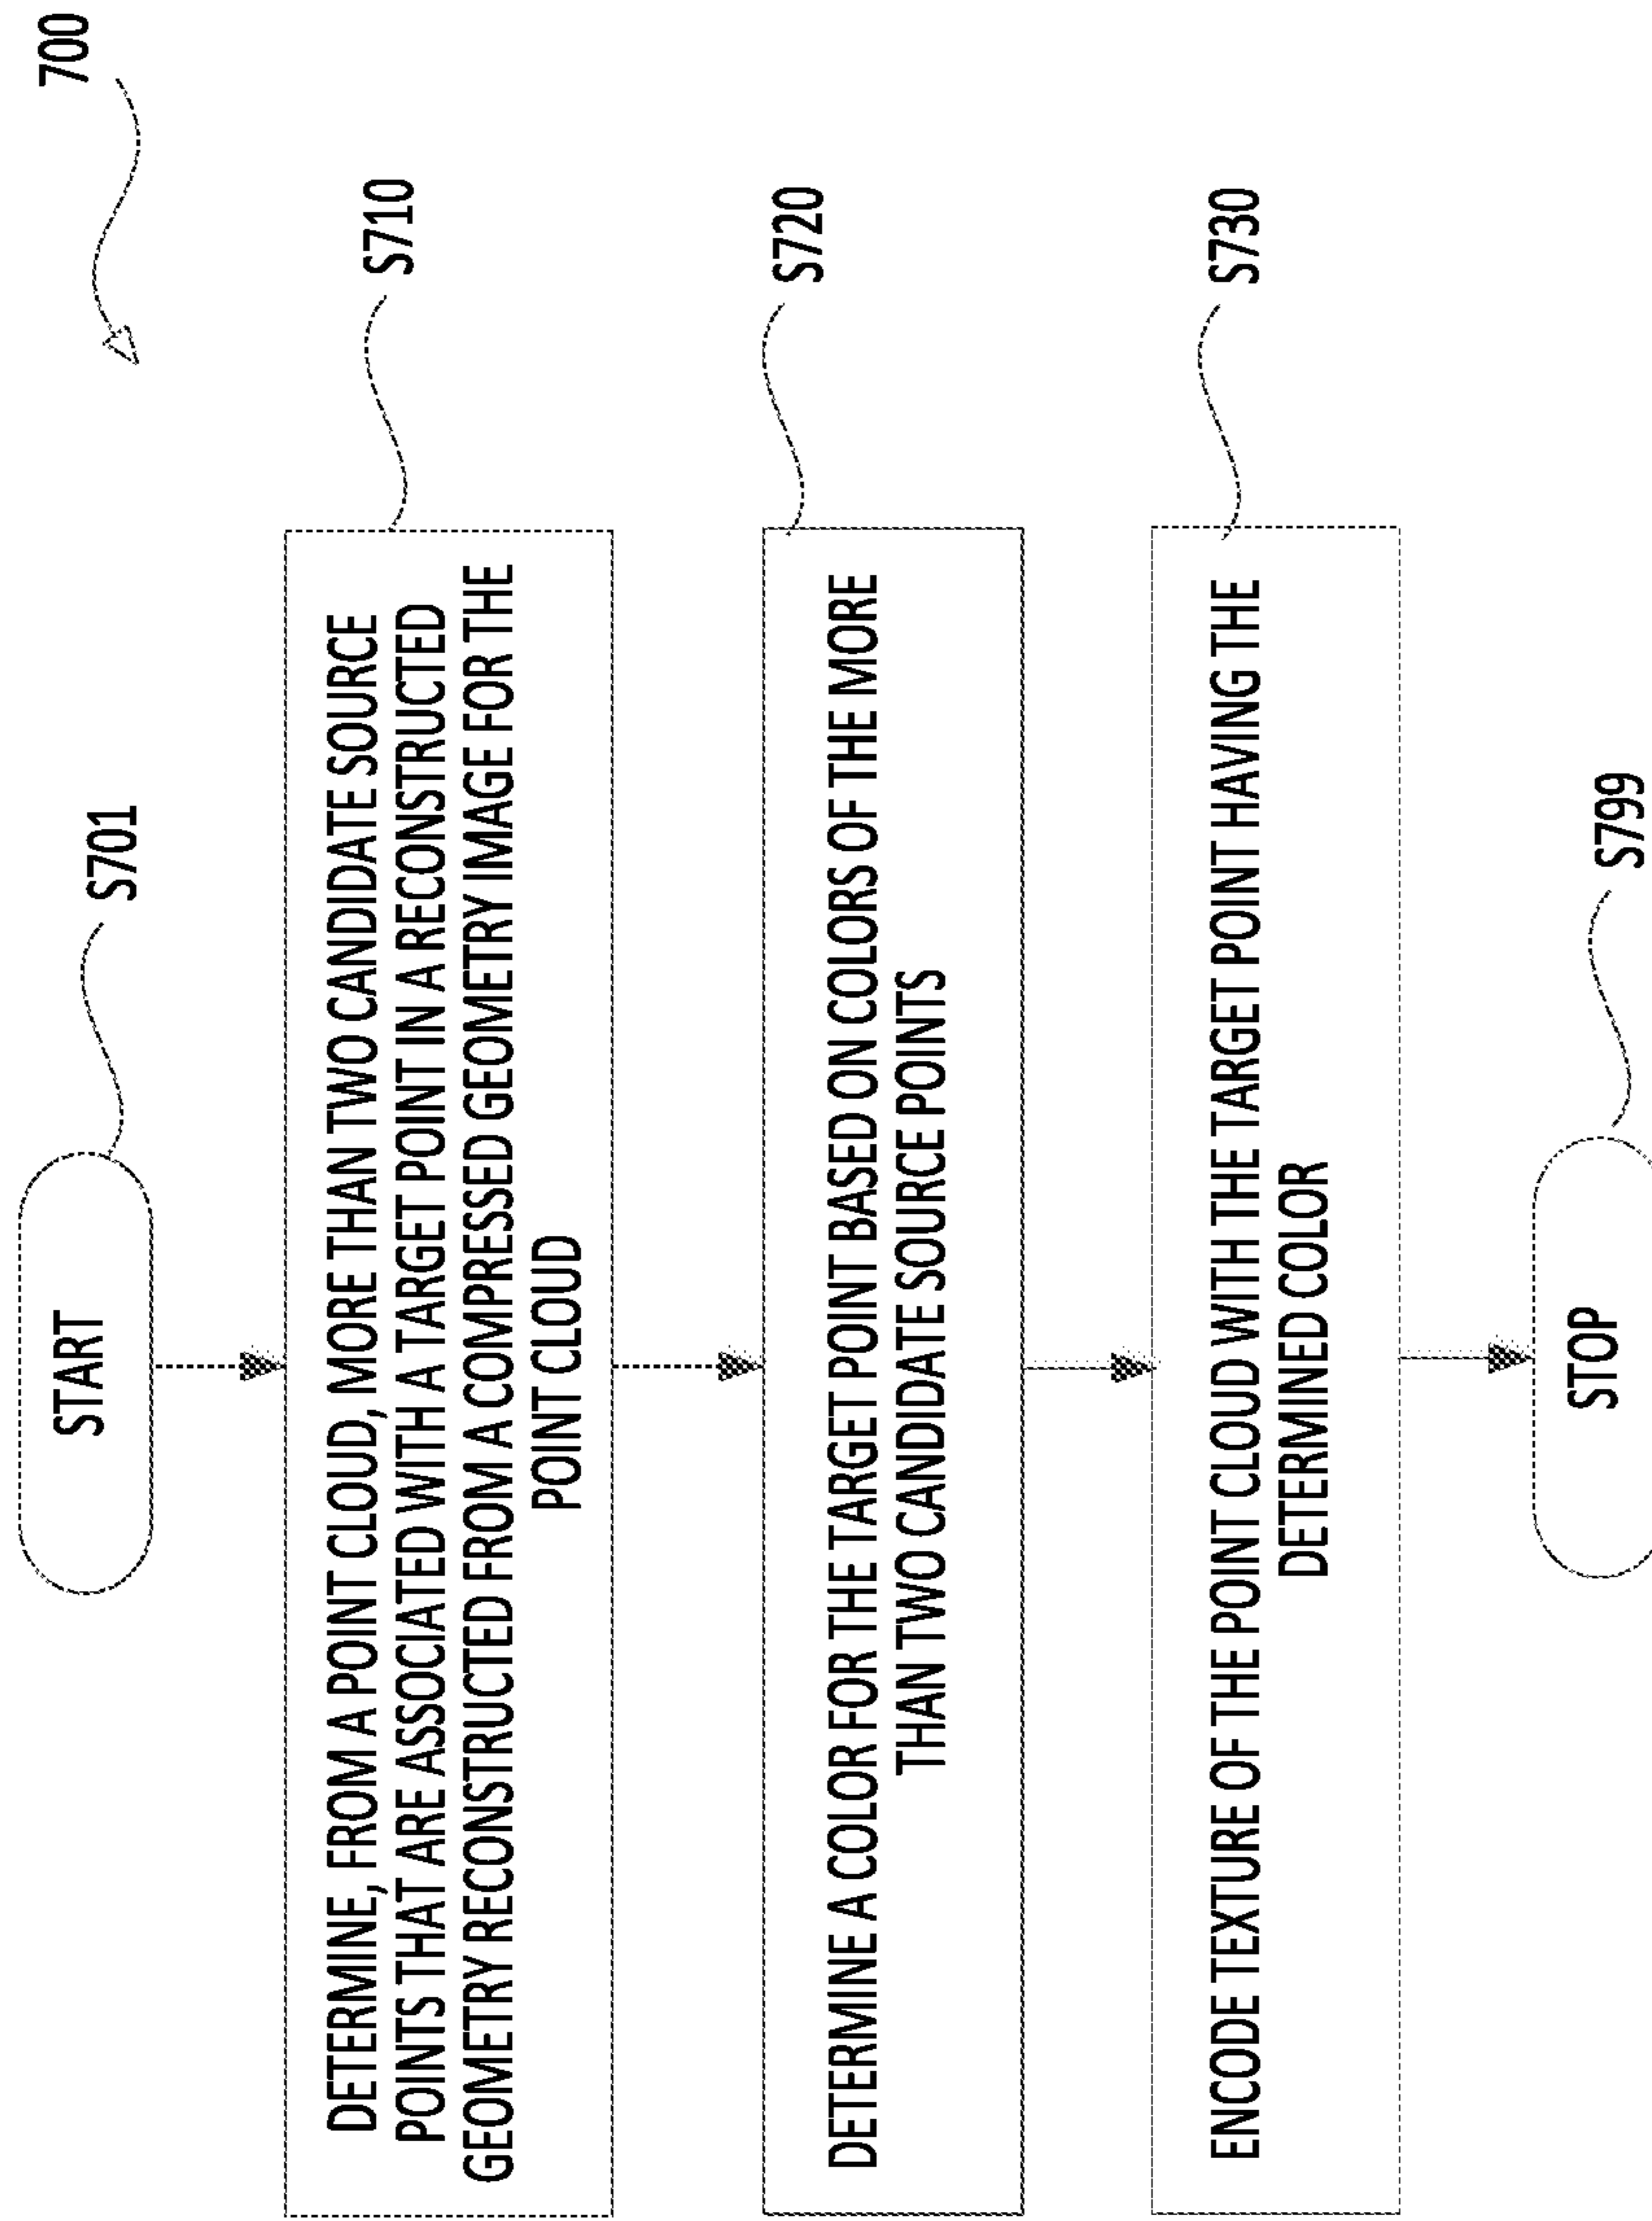 700
START
S701
DETERMINE, FROM A POINT CLOUD, MORE THAN TWO CANDIDATE SOURCE
POINTS THAT ARE ASSOCIATED WITH A TARGET POINT IN A RECONSTRUCTED
GEOMETRY RECONSTRUCTED FROM A COMPRESSED GEOMETRY IMAGE FOR THE
POINT CLOUD
S710
DETERMINE A COLOR FOR THE TARGET POINT BASED ON COLORS OF THE MORE
THAN TWO CANDIDATE SOURCE POINTS
S720
ENCODE TEXTURE OF THE POINT CLOUD WITH THE TARGET POINT HAVING THE
DETERMINED COLOR
S730
STOP
S799